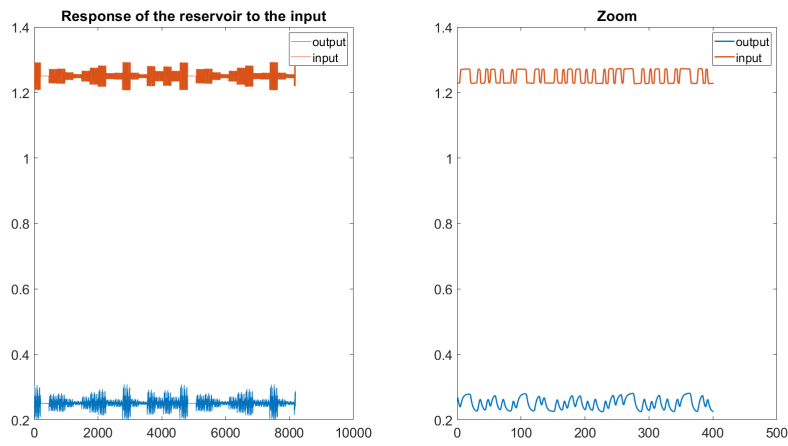 Response of the reservoir to the input
1.4
1.2
1
0.8
0.6
0.4
0.2
0 2000 4000 6000 8000 10000
output
input
Zoom
1.4
1.2
1
0.8
0.6
0.4
0.2
0 100 200 300 400 500
output
input